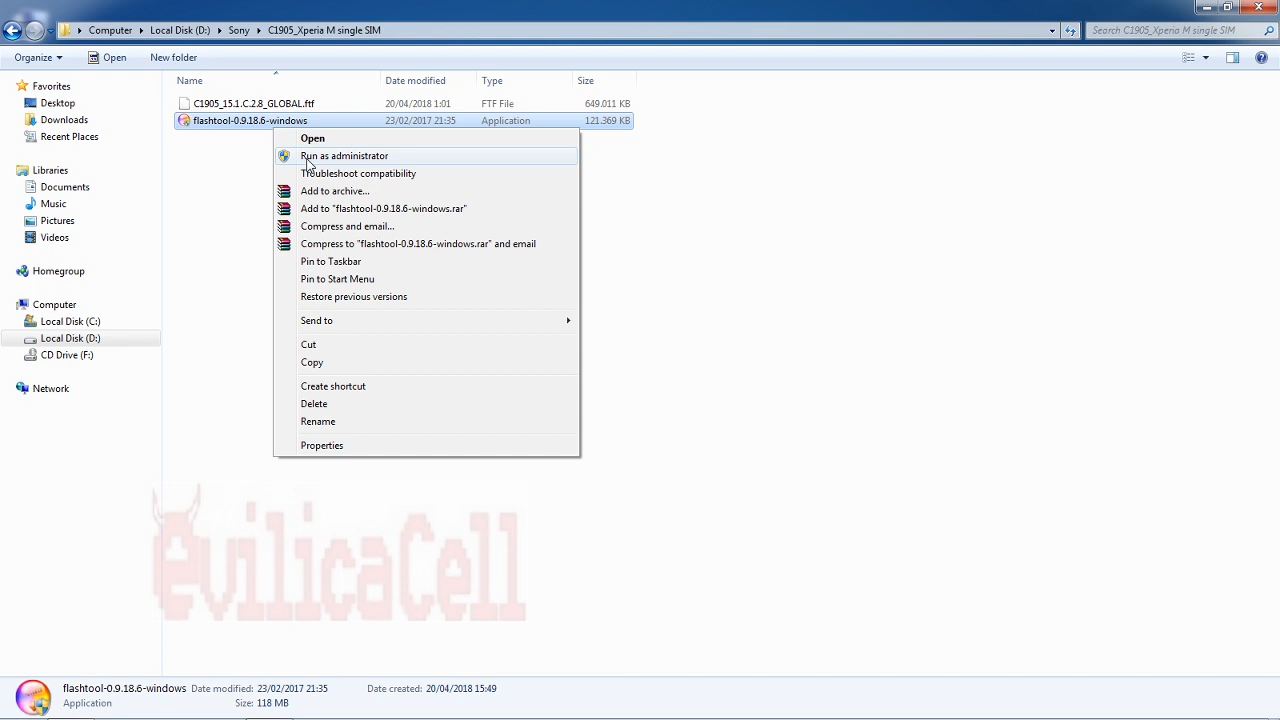 Computer Local Disk (D:) Sony C1905_Xperia M single SIM Search C1905_Xperia M single SIM
Organize Open New folder
Favorites
Desktop
Downloads
Recent Places
Libraries
Documents
Music
Pictures
Videos
Homegroup
Computer
Local Disk (C:)
Local Disk (D:)
CD Drive (F:)
Network
Name Date modified Type Size
C1905_15.1.C.2.8_GLOBAL.ftf 20/04/2018 1:01 FTF File 649.011 KB
flashtool-0.9.18.6-windows 23/02/2017 21:35 Application 121.369 KB
Open
Run as administrator
Troubleshoot compatibility
Add to archive...
Add to "flashtool-0.9.18.6-windows.rar"
Compress and email...
Compress to "flashtool-0.9.18.6-windows.rar" and email
Pin to Taskbar
Pin to Start Menu
Restore previous versions
Send to
Cut
Copy
Create shortcut
Delete
Rename
Properties
evilicaCell
flashtool-0.9.18.6-windows Date modified: 23/02/2017 21:35 Date created: 20/04/2018 15:49
Application Size: 118 MB